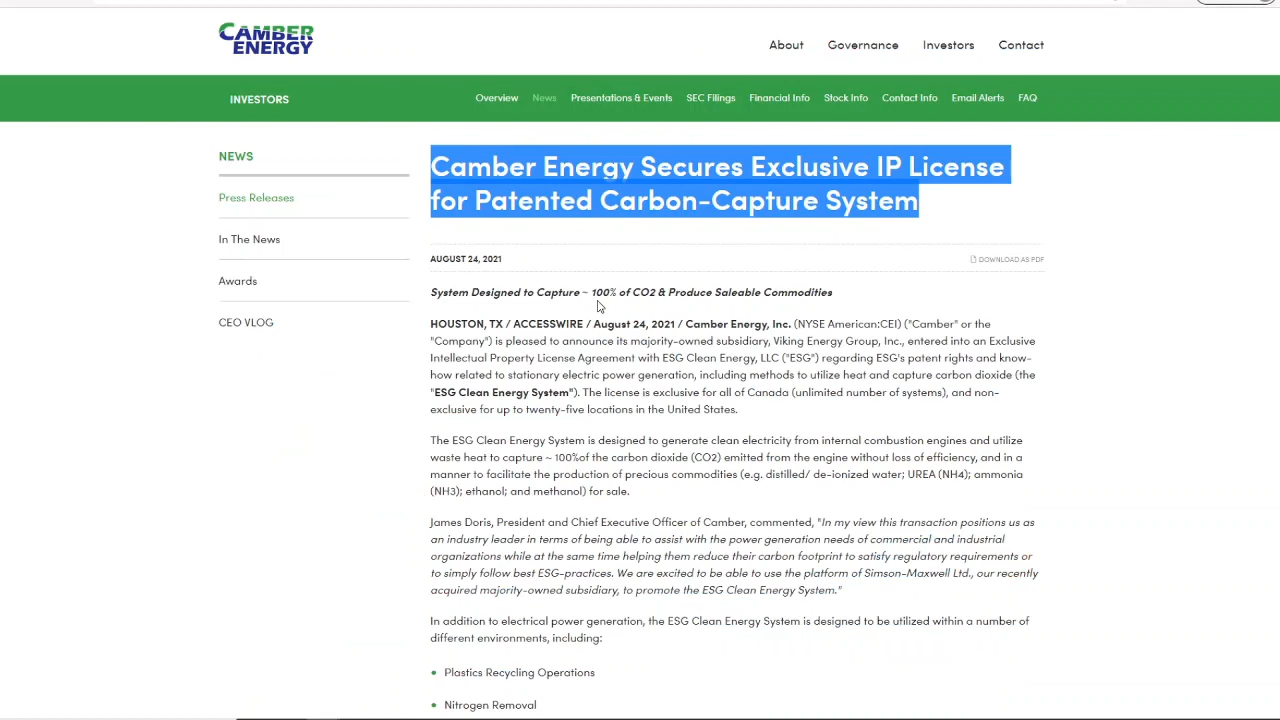 CAMBER
ENERGY
About Governance Investors Contact
INVESTORS
Overview News Presentations & Events SEC Filings Financial Info Stock Info Contact Info Email Alerts FAQ
NEWS
Press Releases
In The News
Awards
CEO VLOG
Camber Energy Secures Exclusive IP License
for Patented Carbon-Capture System
AUGUST 24, 2021
DOWNLOAD AS PDF
System Designed to Capture ~ 100% of CO2 & Produce Saleable Commodities
HOUSTON, TX / ACCESSWIRE / August 24, 2021 / Camber Energy, Inc. (NYSE American:CEI) ("Camber" or the
"Company") is pleased to announce its majority-owned subsidiary, Viking Energy Group, Inc., entered into an Exclusive
Intellectual Property License Agreement with ESG Clean Energy, LLC ("ESG") regarding ESG's patent rights and know-
how related to stationary electric power generation, including methods to utilize heat and capture carbon dioxide (the
"ESG Clean Energy System"). The license is exclusive for all of Canada (unlimited number of systems), and non-
exclusive for up to twenty-five locations in the United States.
The ESG Clean Energy System is designed to generate clean electricity from internal combustion engines and utilize
waste heat to capture ~ 100%of the carbon dioxide (CO2) emitted from the engine without loss of efficiency, and in a
manner to facilitate the production of precious commodities (e.g. distilled/ de-ionized water; UREA (NH4); ammonia
(NH3); ethanol; and methanol) for sale.
James Doris, President and Chief Executive Officer of Camber, commented, "In my view this transaction positions us as
an industry leader in terms of being able to assist with the power generation needs of commercial and industrial
organizations while at the same time helping them reduce their carbon footprint to satisfy regulatory requirements or
to simply follow best ESG-practices. We are excited to be able to use the platform of Simson-Maxwell Ltd., our recently
acquired majority-owned subsidiary, to promote the ESG Clean Energy System."
In addition to electrical power generation, the ESG Clean Energy System is designed to be utilized within a number of
different environments, including:
Plastics Recycling Operations
Nitrogen Removal